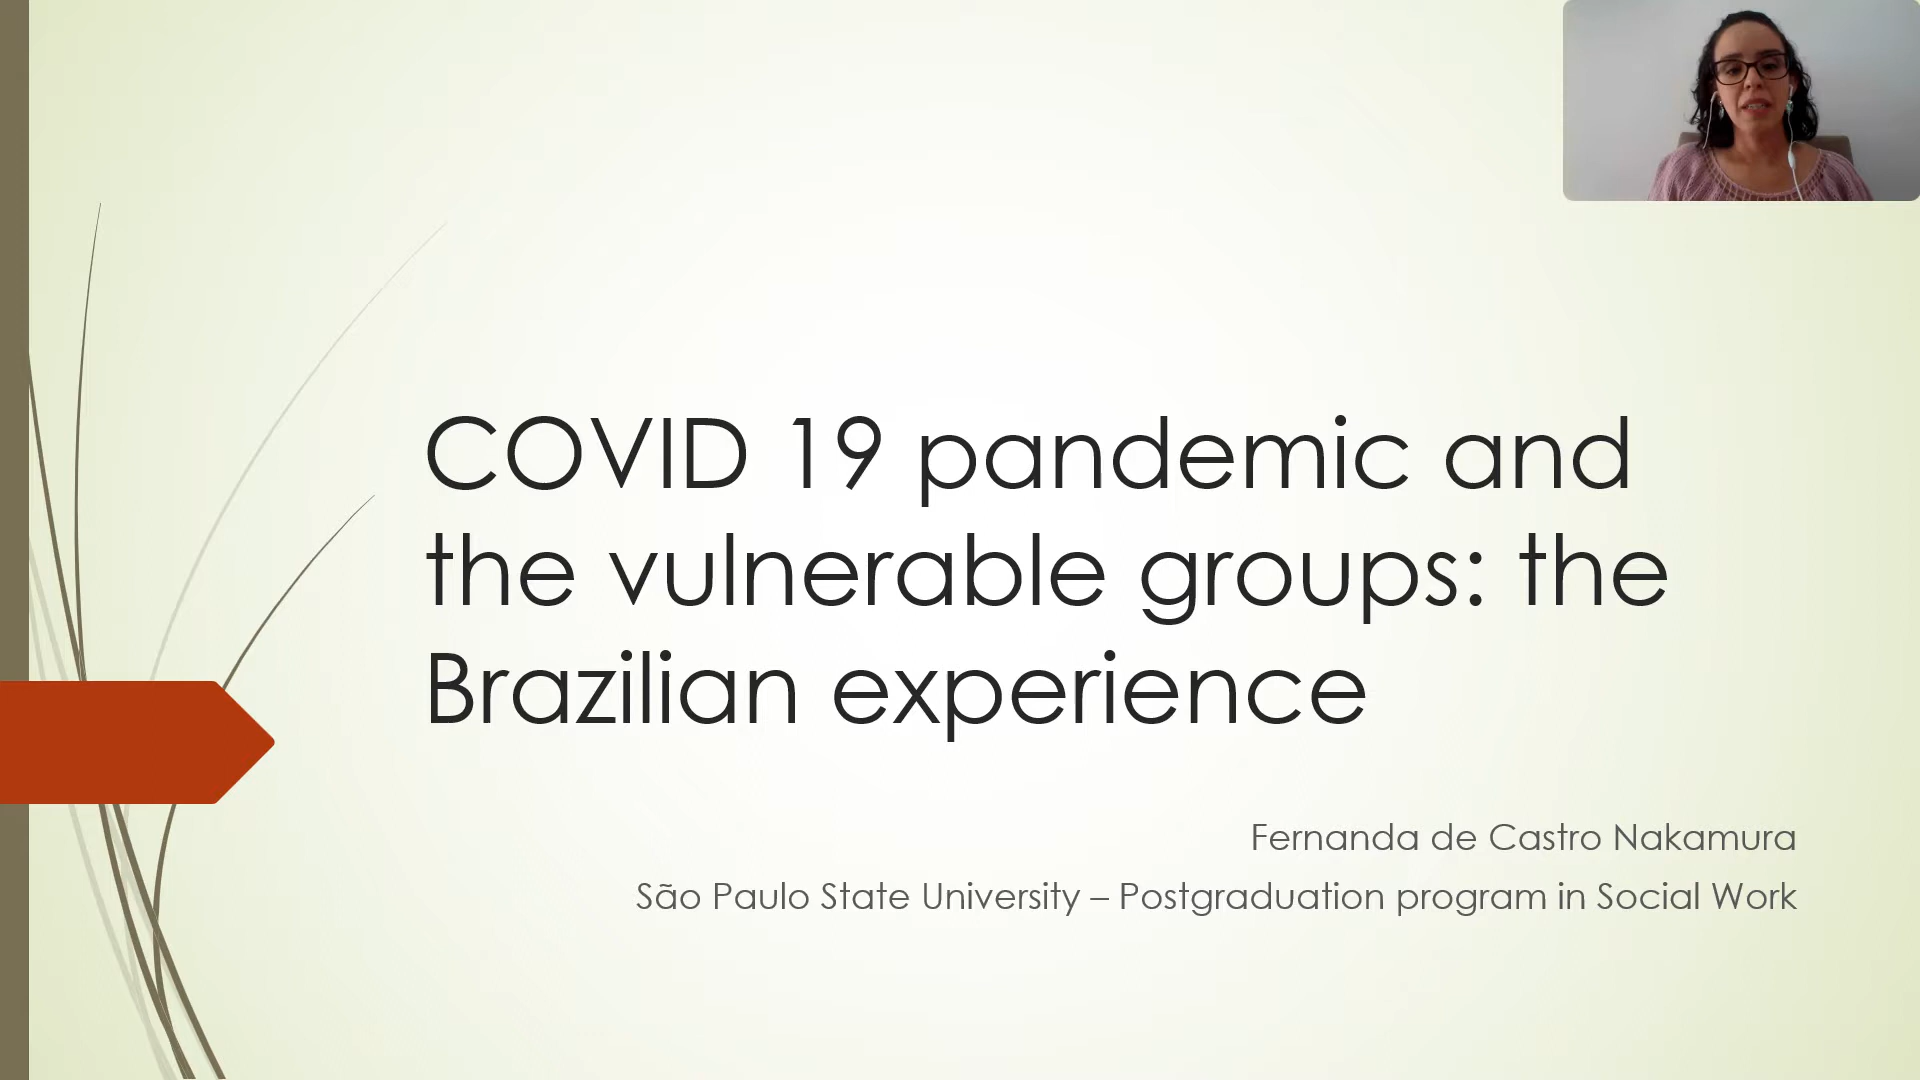 COVID 19 pandemic and
the vulnerable groups: the
Brazilian experience
Fernanda de Castro Nakamura
São Paulo State University – Postgraduation program in Social Work